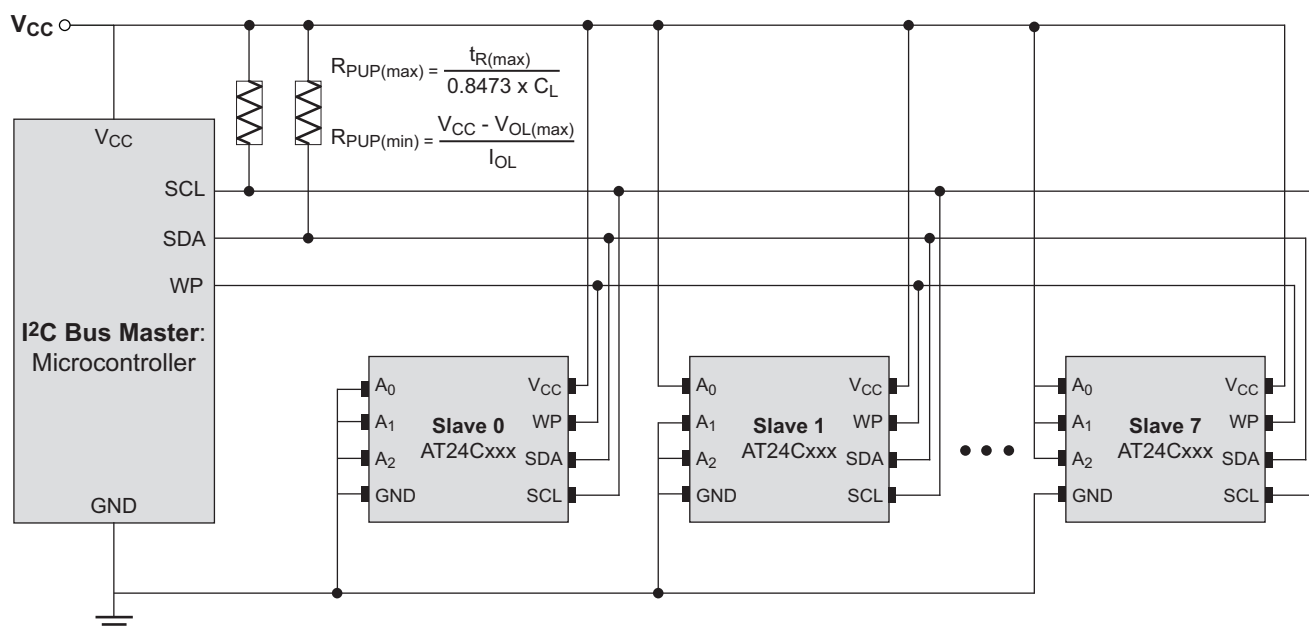 VCC
RPUP(max) = tR(max) / 0.8473 x CL
RPUP(min) = VCC - VOL(max) / IOL
VCC
SCL
SDA
WP
I2C Bus Master:
Microcontroller
GND
A0 VCC
A1 Slave 0 WP
AT24Cxxx
A2 SDA
GND SCL
A0 VCC
A1 Slave 1 WP
AT24Cxxx
A2 SDA
GND SCL
A0 VCC
A1 Slave 7 WP
AT24Cxxx
A2 SDA
GND SCL